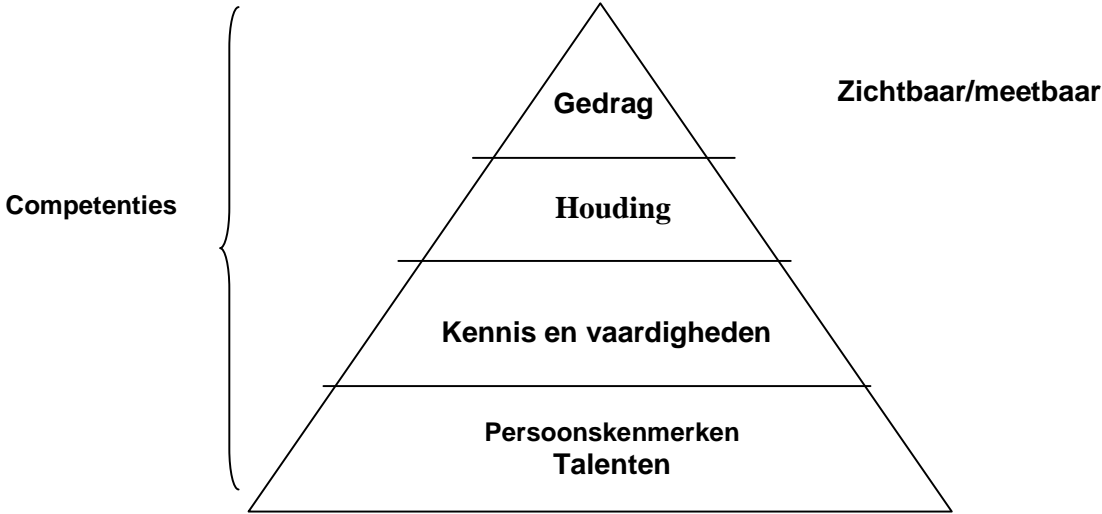 Gedrag
Zichtbaar/meetbaar
Competenties
Houding
Kennis en vaardigheden
Persoonskenmerken
Talenten